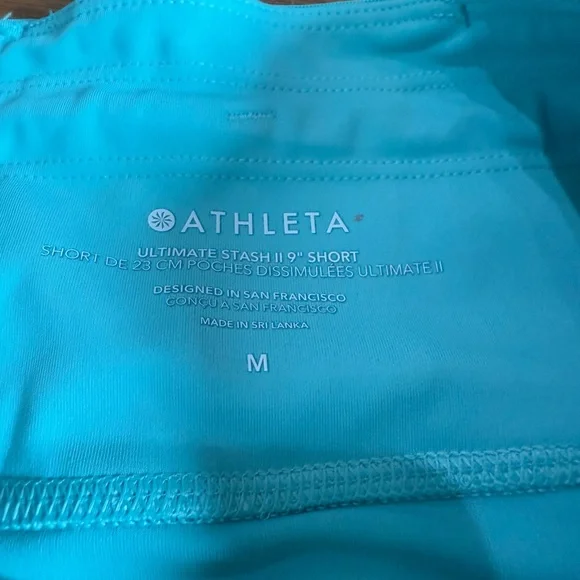 ATHLETA
ULTIMATE STASH II 9" SHORT
SHORT DE 23 CM POCHES DISSIMULÉES ULTIMATE II
DESIGNED IN SAN FRANCISCO
CONÇU A SAN FRANCISCO
MADE IN SRI LANKA
M